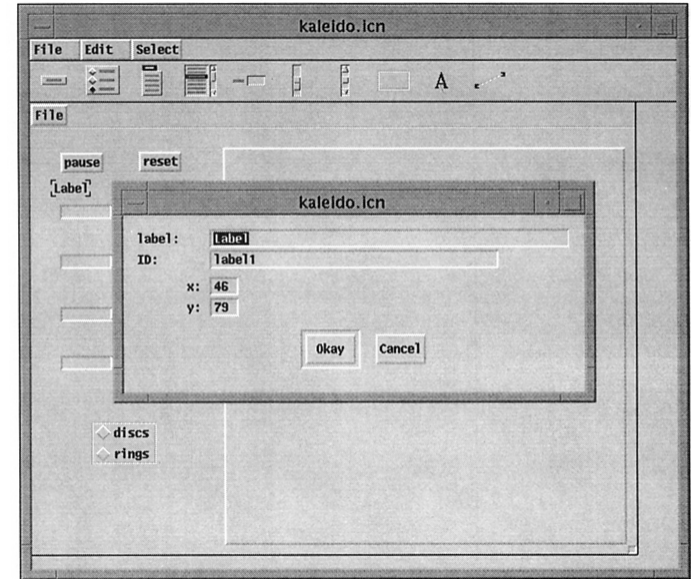 kaleido.icn
File Edit Select
A
File
pause reset
[Label]
kaleido.icn
label: Label
ID: label1
x: 46
y: 79
Okay Cancel
discs
rings